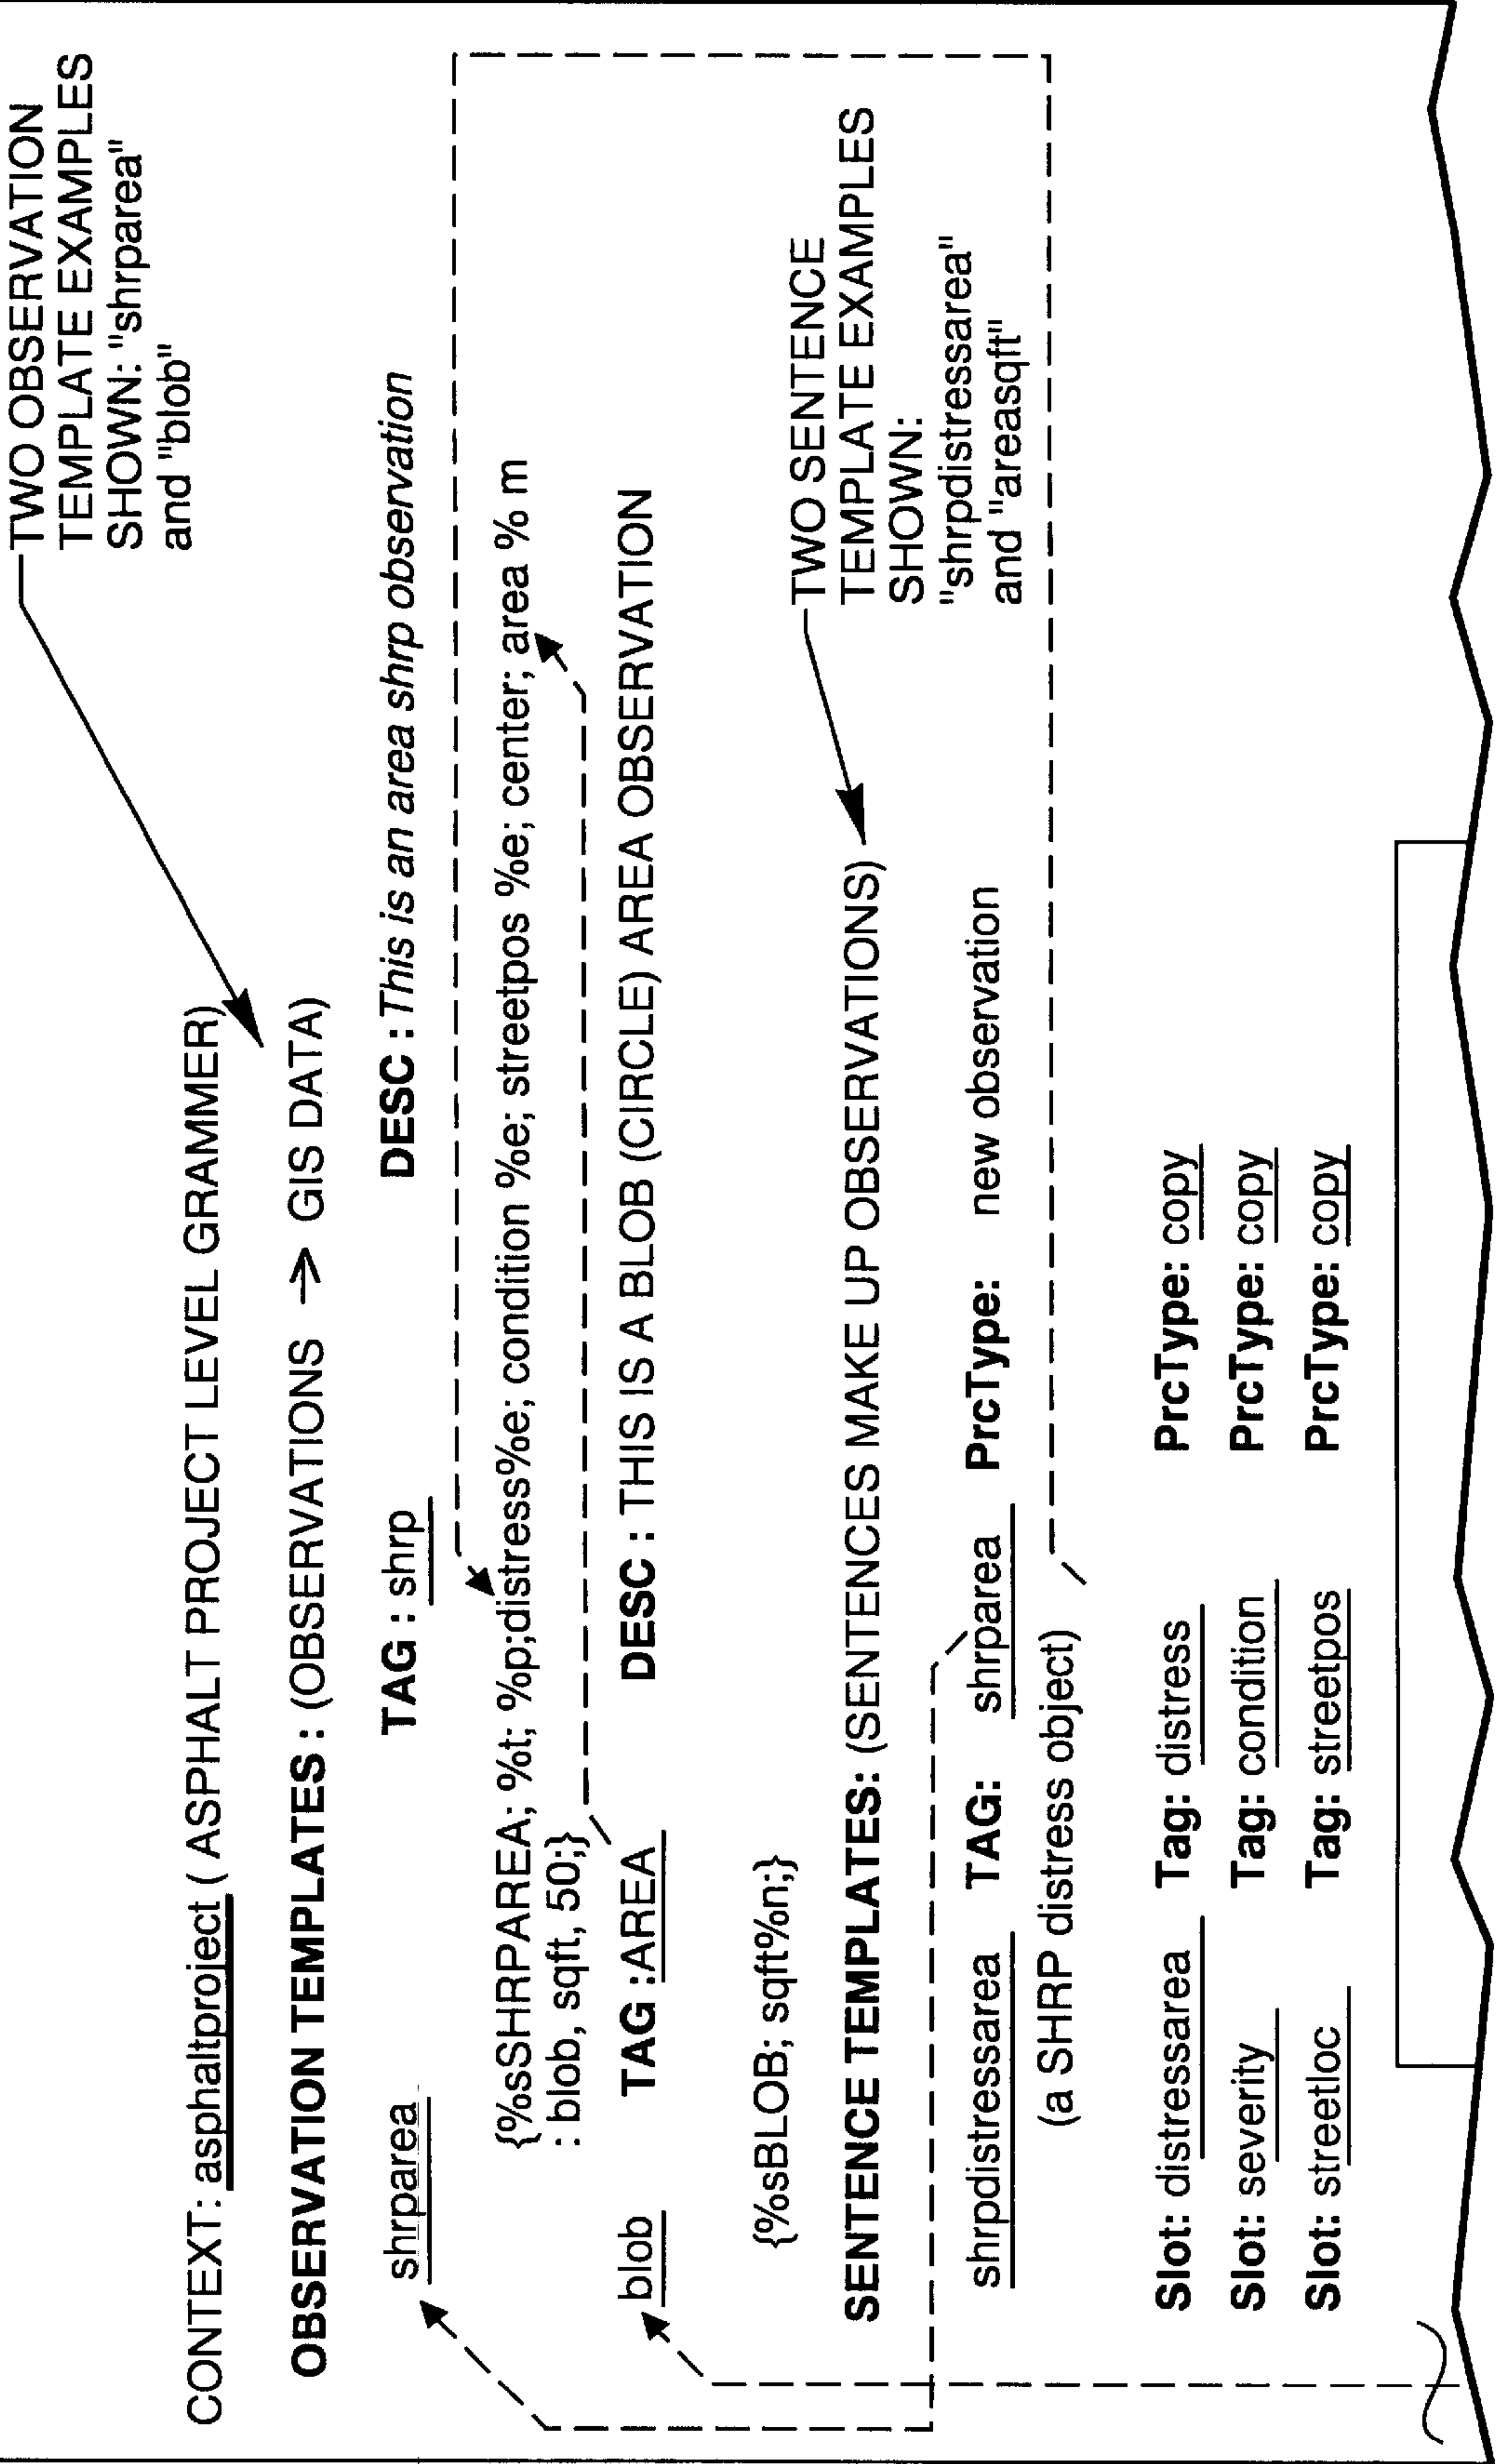 TWO OBSERVATION
TEMPLATE EXAMPLES
SHOWN: "shrparea"
and "blob"
CONTEXT: asphaltproject ( ASPHALT PROJECT LEVEL GRAMMER)
OBSERVATION TEMPLATES : (OBSERVATIONS -> GIS DATA)
shrparea TAG : shrp DESC : This is an area shrp observation
{%sSHRPAREA; %t; %p;distress%e; condition %e; streetpos %e; center; area % m
: blob, sqft, 50;}
blob TAG :AREA DESC : THIS IS A BLOB (CIRCLE) AREA OBSERVATION
{%sBLOB; sqft%n;}
TWO SENTENCE
TEMPLATE EXAMPLES
SHOWN:
"shrpdistressarea"
and "areasqft"
SENTENCE TEMPLATES: (SENTENCES MAKE UP OBSERVATIONS)
shrpdistressarea TAG: shrparea PrcType: new observation
(a SHRP distress object)
Slot: distressarea Tag: distress PrcType: copy
Slot: severity Tag: condition PrcType: copy
Slot: streetloc Tag: streetpos PrcType: copy